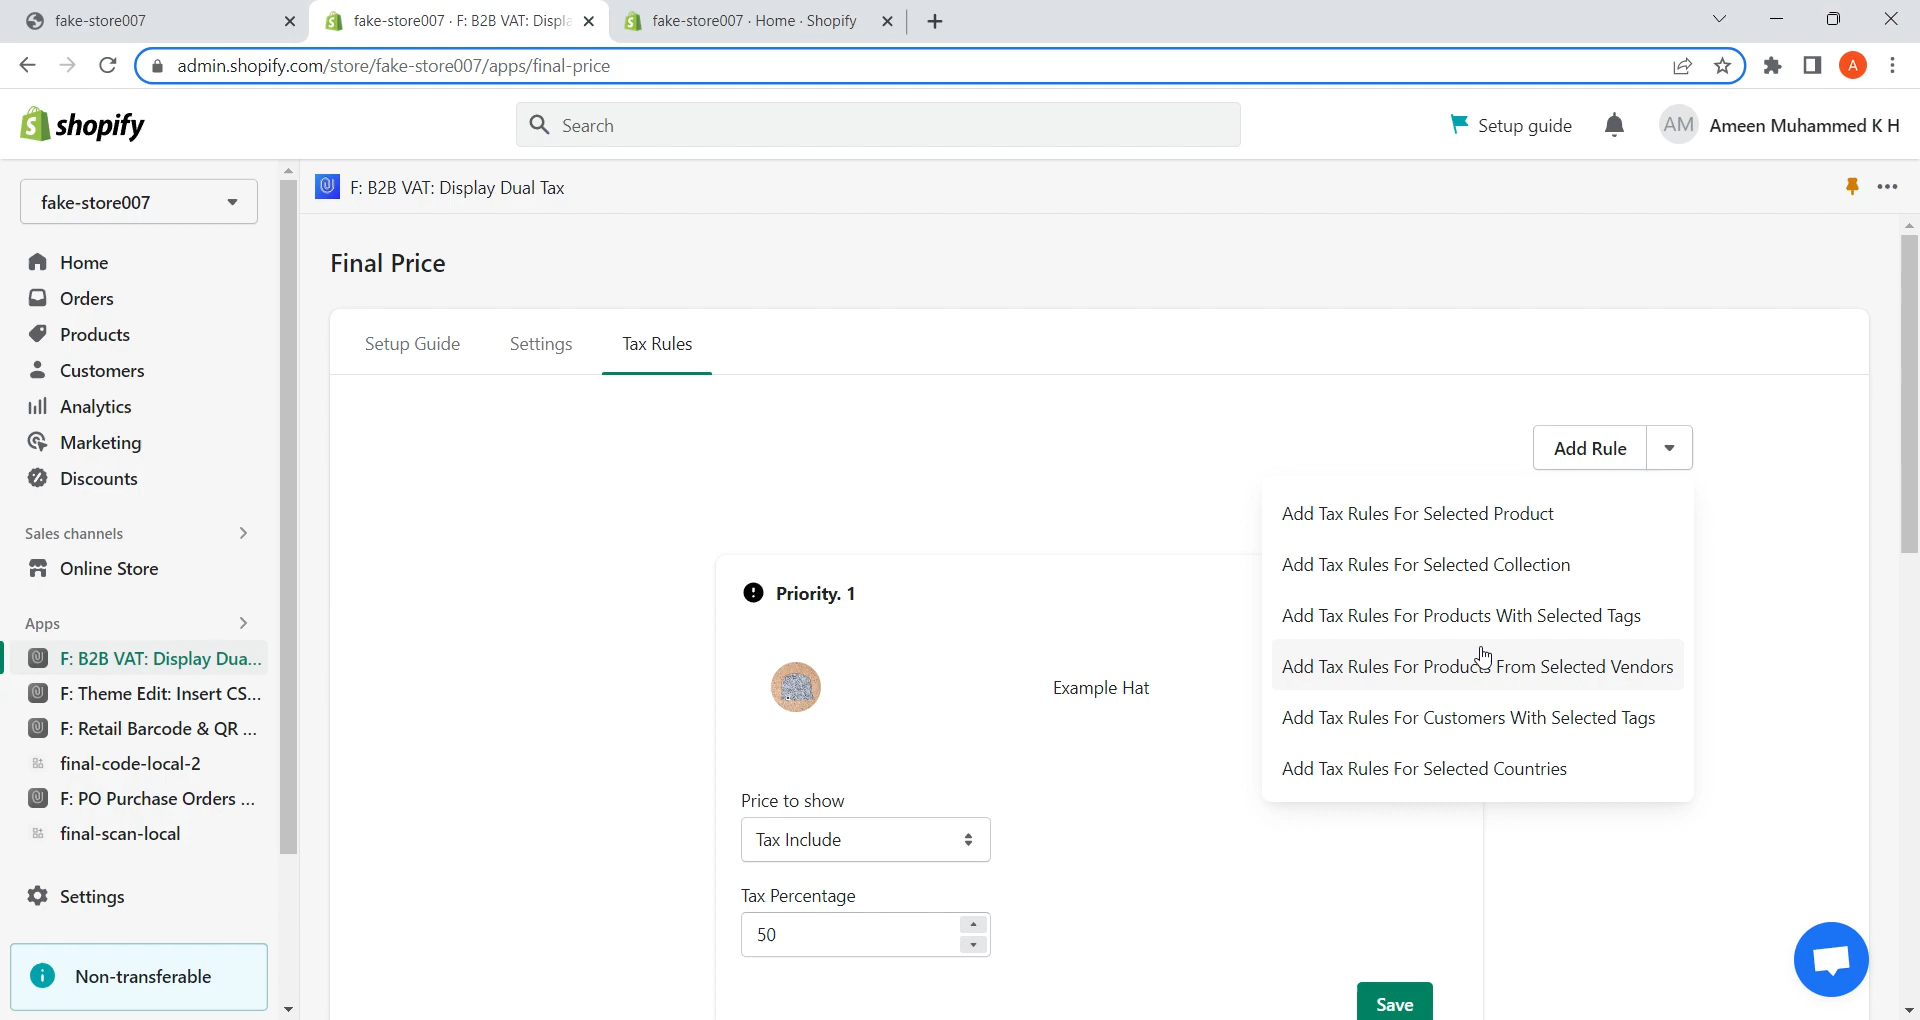 fake-store007
fake-store007 · F: B2B VAT: Displa
fake-store007 · Home · Shopify
admin.shopify.com/store/fake-store007/apps/final-price
A
shopify
Search
Setup guide
AM
Ameen Muhammed K H
fake-store007
F: B2B VAT: Display Dual Tax
Home
Orders
Products
Customers
Analytics
Marketing
Discounts
Sales channels
Online Store
Apps
F: B2B VAT: Display Dua...
F: Theme Edit: Insert CS...
F: Retail Barcode & QR ...
final-code-local-2
F: PO Purchase Orders ...
final-scan-local
Settings
Non-transferable
Final Price
Setup Guide
Settings
Tax Rules
Add Rule
Add Tax Rules For Selected Product
Add Tax Rules For Selected Collection
Add Tax Rules For Products With Selected Tags
Add Tax Rules For Products From Selected Vendors
Add Tax Rules For Customers With Selected Tags
Add Tax Rules For Selected Countries
Priority. 1
Example Hat
Price to show
Tax Include
Tax Percentage
50
Save